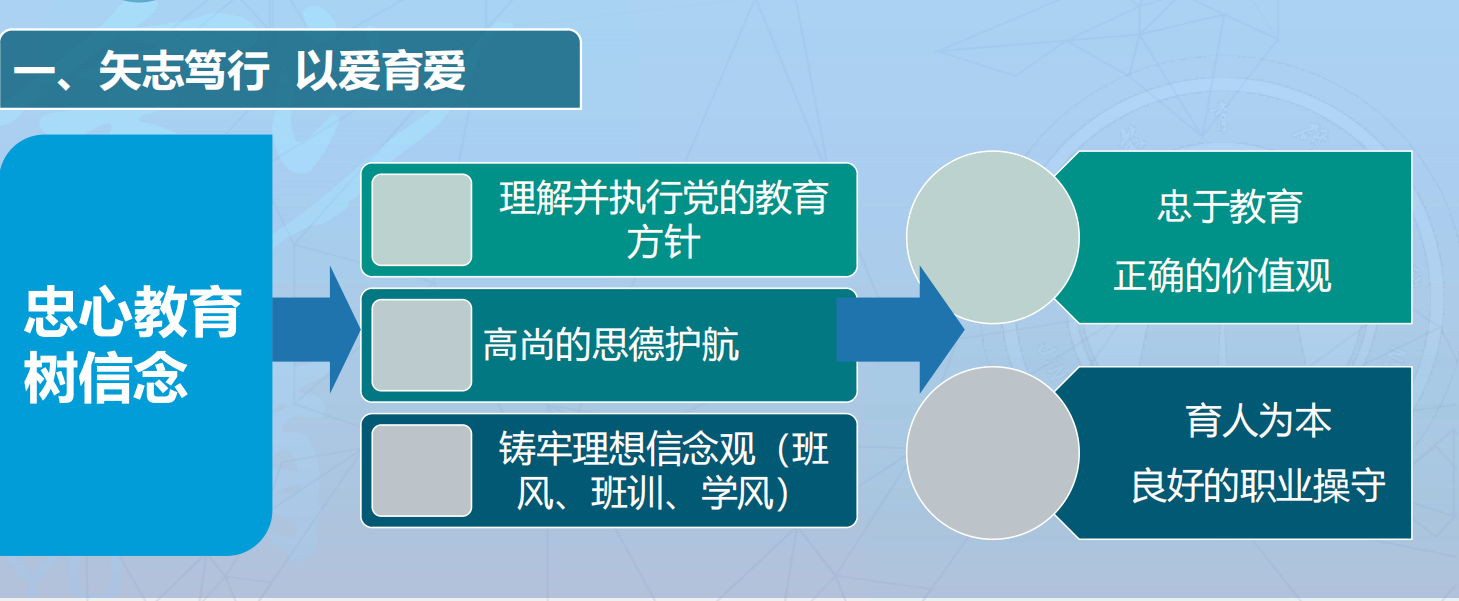 一、矢志笃行 以爱育爱
忠心教育
树信念
理解并执行党的教育
方针
高尚的思德护航
铸牢理想信念观（班
风、班训、学风）
忠于教育
正确的价值观
育人为本
良好的职业操守